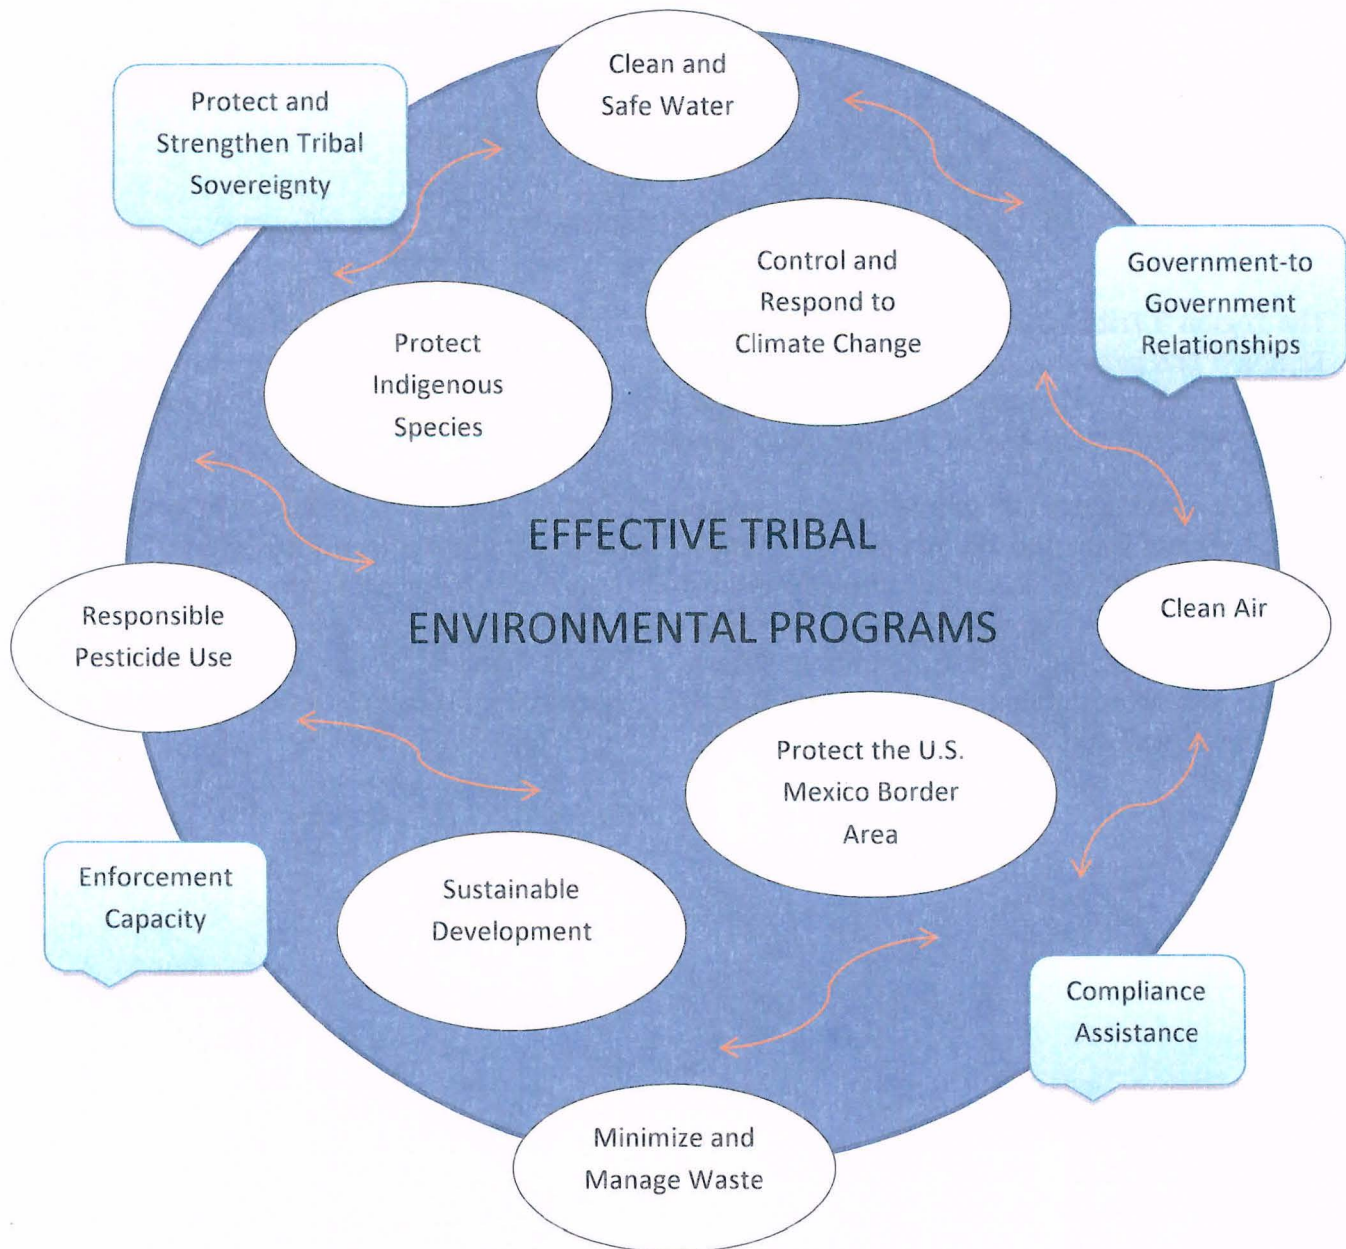 Clean and
Safe Water
Protect and
Strengthen Tribal
Sovereignty
Control and
Respond to
Climate Change
Government-to
Government
Relationships
Protect
Indigenous
Species
EFFECTIVE TRIBAL
ENVIRONMENTAL PROGRAMS
Responsible
Pesticide Use
Clean Air
Protect the U.S.
Mexico Border
Area
Enforcement
Capacity
Sustainable
Development
Compliance
Assistance
Minimize and
Manage Waste